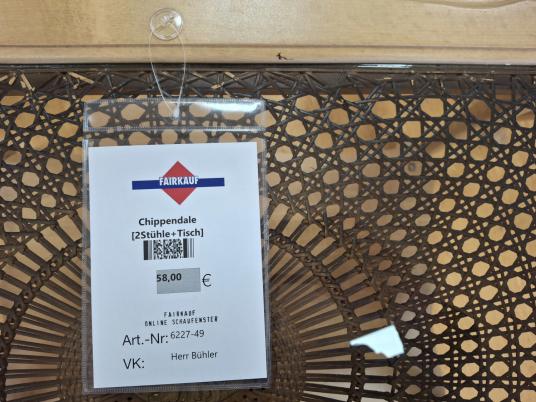 FAIRKAUF
Chippendale
[2Stühle+Tisch]
58,00 €
FAIRKAUF
ONLINE SCHAUFENSTER
Art.-Nr: 6227-49
VK: Herr Bühler